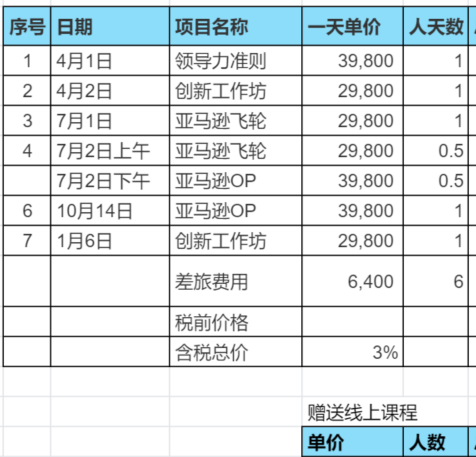 序号 日期 项目名称 一天单价 人天数
1 4月1日 领导力准则 39,800 1
2 4月2日 创新工作坊 29,800 1
3 7月1日 亚马逊飞轮 29,800 1
4 7月2日上午 亚马逊飞轮 29,800 0.5
7月2日下午 亚马逊OP 39,800 0.5
6 10月14日 亚马逊OP 39,800 1
7 1月6日 创新工作坊 29,800 1
差旅费用 6,400 6
税前价格
含税总价 3%
赠送线上课程
单价 人数